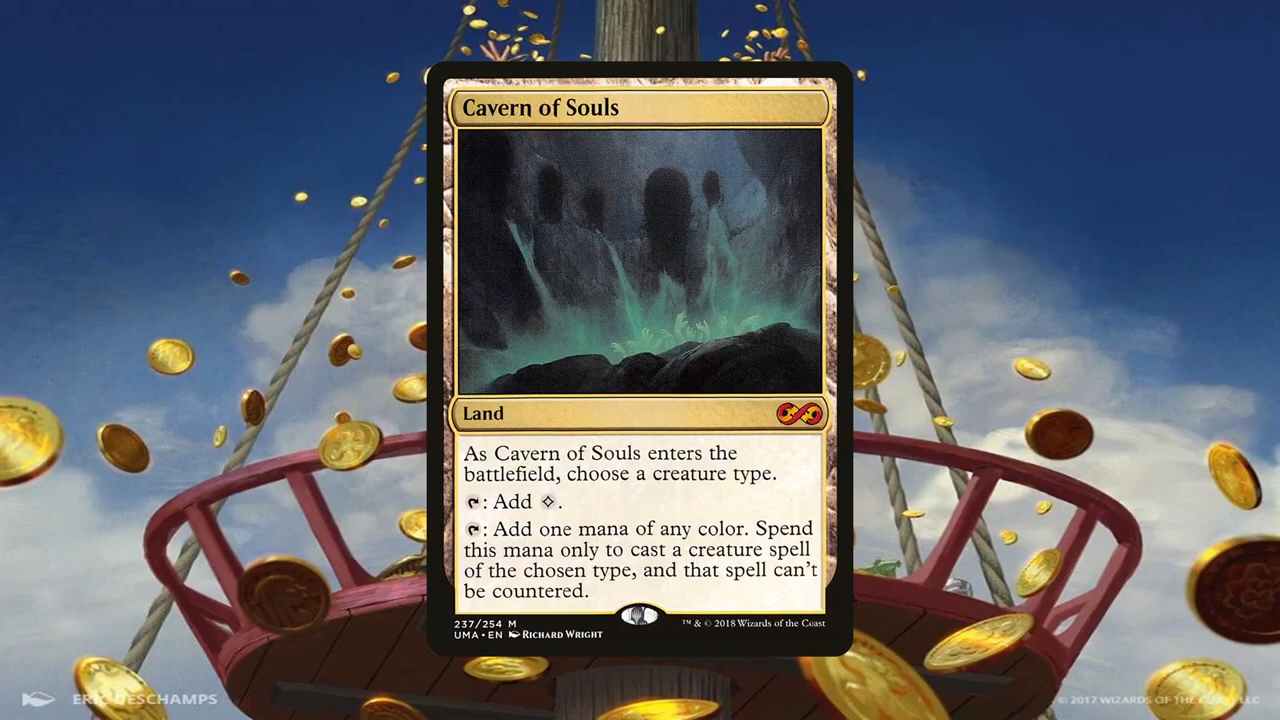 Cavern of Souls
Land
As Cavern of Souls enters the
battlefield, choose a creature type.
: Add .
: Add one mana of any color. Spend
this mana only to cast a creature spell
of the chosen type, and that spell can't
be countered.
237/254 M
UMA • EN Richard Wright
™ & © 2018 Wizards of the Coast
ERIC DESCHAMPS
© 2017 WIZARDS OF THE COAST LLC